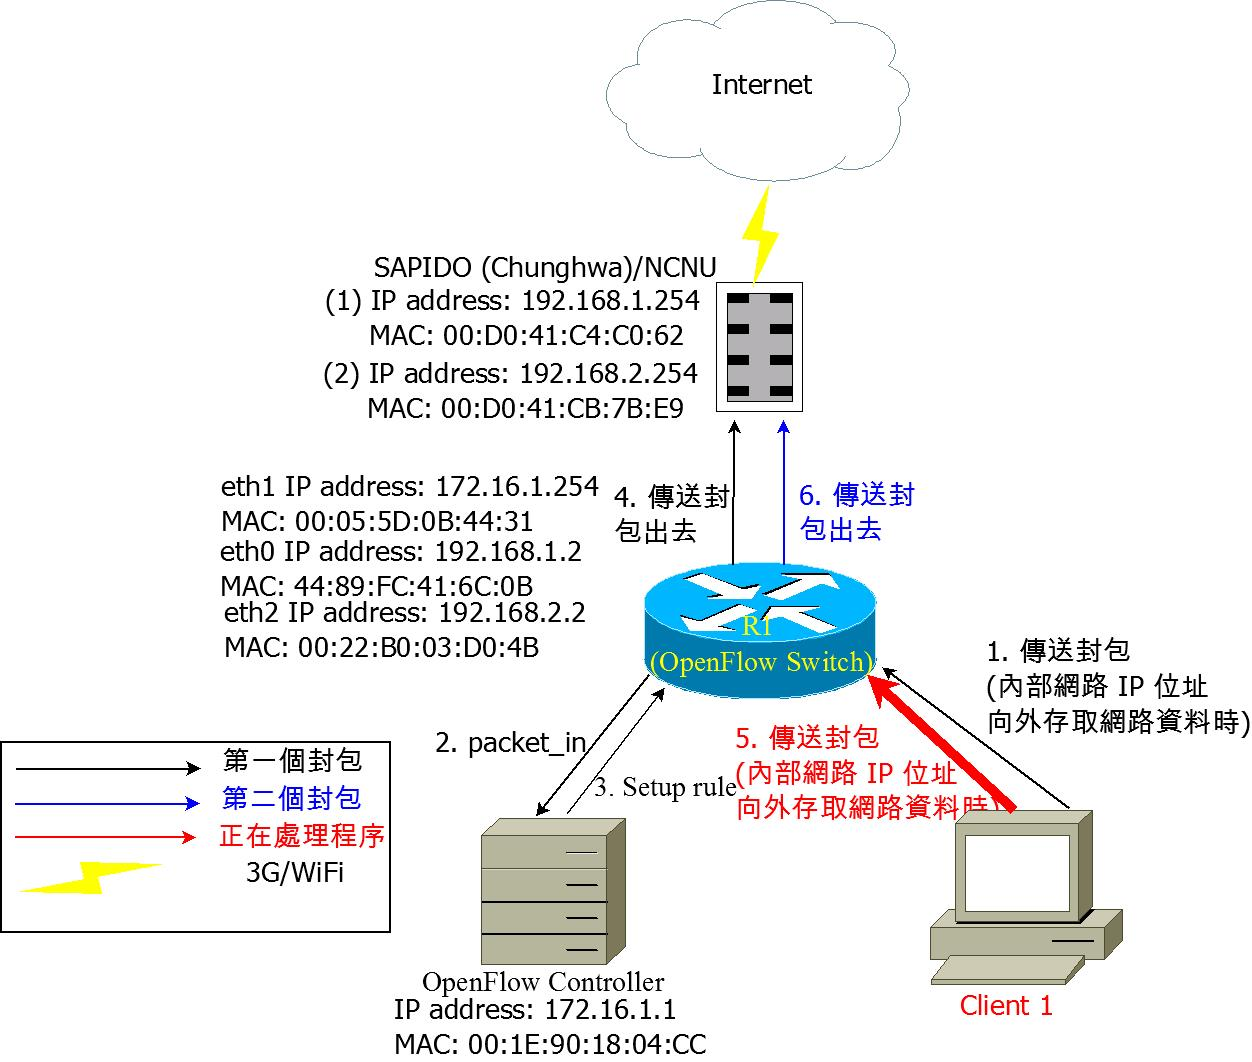 Internet
SAPIDO (Chunghwa)/NCNU
(1) IP address: 192.168.1.254
MAC: 00:D0:41:C4:C0:62
(2) IP address: 192.168.2.254
MAC: 00:D0:41:CB:7B:E9
eth1 IP address: 172.16.1.254
MAC: 00:05:5D:0B:44:31
eth0 IP address: 192.168.1.2
MAC: 44:89:FC:41:6C:0B
eth2 IP address: 192.168.2.2
MAC: 00:22:B0:03:D0:4B
4. 傳送封
包出去
6. 傳送封
包出去
R1
(OpenFlow Switch)
1. 傳送封包
(內部網路 IP 位址
向外存取網路資料時)
2. packet_in
3. Setup rule
5. 傳送封包
(內部網路 IP 位址
向外存取網路資料時)
第一個封包
第二個封包
正在處理程序
3G/WiFi
OpenFlow Controller
IP address: 172.16.1.1
MAC: 00:1E:90:18:04:CC
Client 1